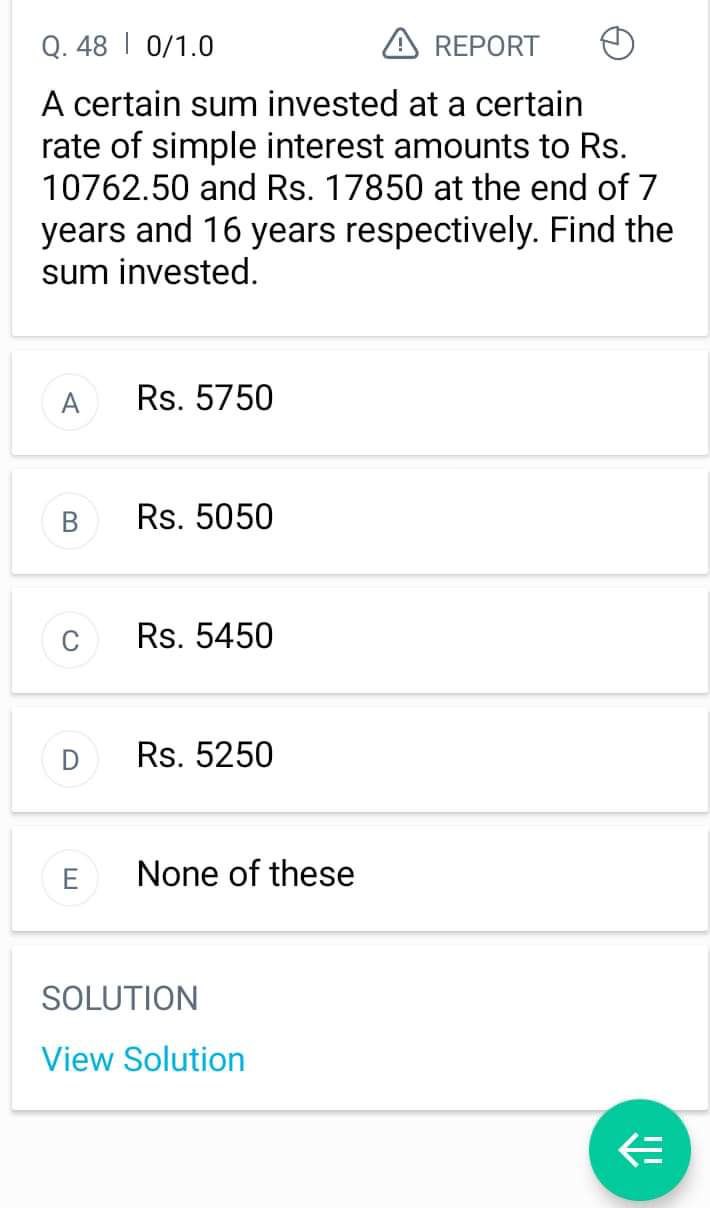 Q. 48 | 0/1.0 REPORT
A certain sum invested at a certain
rate of simple interest amounts to Rs.
10762.50 and Rs. 17850 at the end of 7
years and 16 years respectively. Find the
sum invested.
A Rs. 5750
B Rs. 5050
C Rs. 5450
D Rs. 5250
E None of these
SOLUTION
View Solution